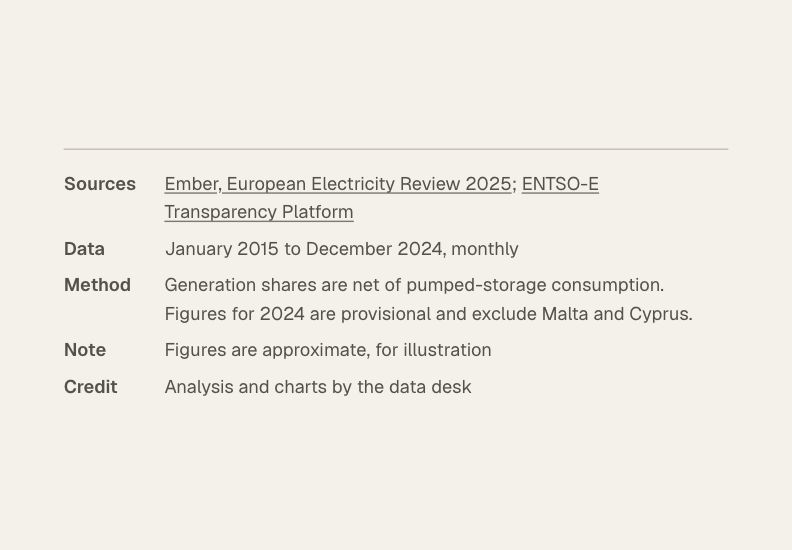 Sources Ember, European Electricity Review 2025; ENTSO-E
Transparency Platform
Data January 2015 to December 2024, monthly
Method Generation shares are net of pumped-storage consumption.
Figures for 2024 are provisional and exclude Malta and Cyprus.
Note Figures are approximate, for illustration
Credit Analysis and charts by the data desk